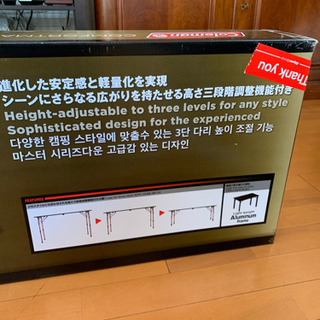 Coleman
Thank you
進化した安定感と軽量化を実現
シーンにさらなる広がりを持たせる高さ三段階調整機能付き
Height-adjustable to three levels for any style
Sophisticated design for the experienced
다양한 캠핑 스타일에 맞출수 있는 3단 다리 높이 조절 기능
마스터 시리즈다운 고급감 있는 디자인
FEATURES
Aluminum
Frame